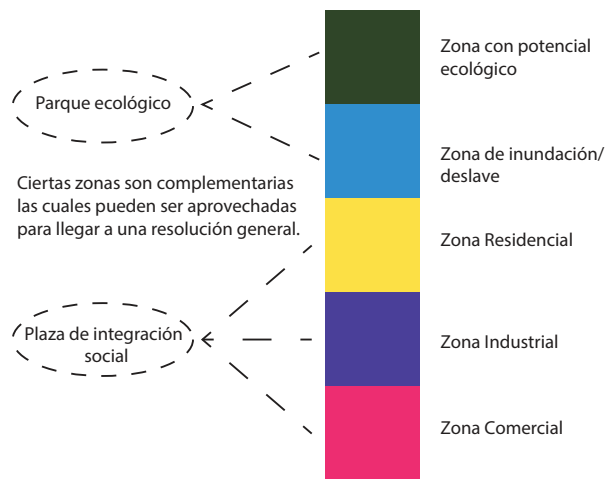 Zona con potencial
ecológico
Parque ecológico
Zona de inundación/
deslave
Ciertas zonas son complementarias
las cuales pueden ser aprovechadas
para llegar a una resolución general.
Zona Residencial
Plaza de integración
social
Zona Industrial
Zona Comercial